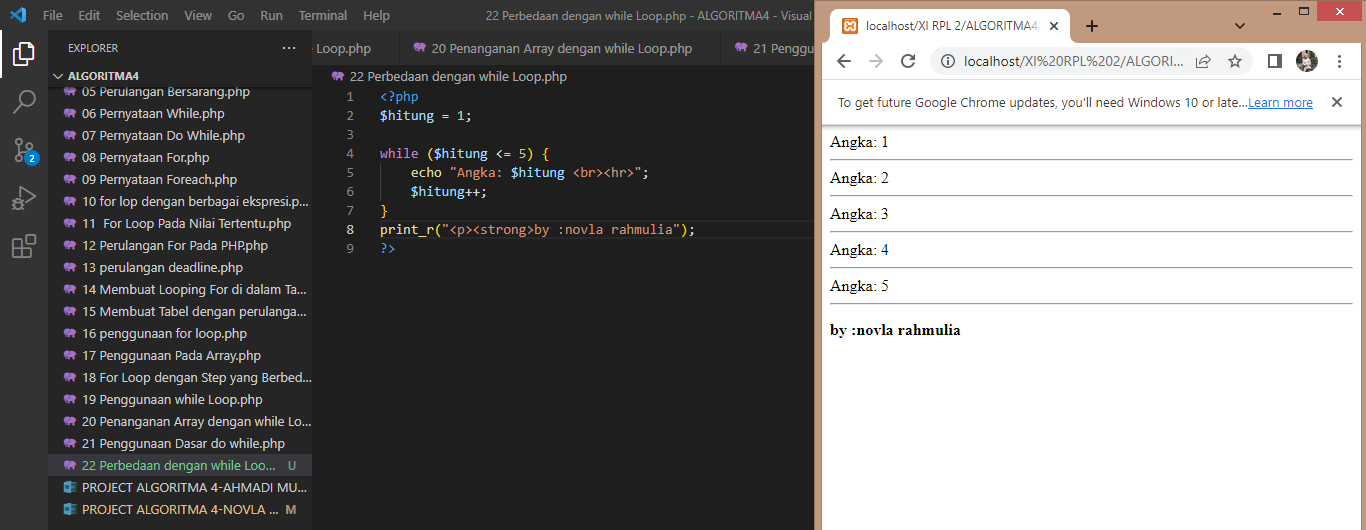 File Edit Selection View Go Run Terminal Help 22 Perbedaan dengan while Loop.php - ALGORITMA4 - Visual
EXPLORER
ALGORITMA4
05 Perulangan Bersarang.php
06 Pernyataan While.php
07 Pernyataan Do While.php
08 Pernyataan For.php
09 Pernyataan Foreach.php
10 for lop dengan berbagai ekspresi.p...
11  For Loop Pada Nilai Tertentu.php
12 Perulangan For Pada PHP.php
13 perulangan deadline.php
14 Membuat Looping For di dalam Ta...
15 Membuat Tabel dengan perulanga...
16 penggunaan for loop.php
17 Penggunaan Pada Array.php
18 For Loop dengan Step yang Berbed...
19 Penggunaan while Loop.php
20 Penanganan Array dengan while Lo...
21 Penggunaan Dasar do while.php
22 Perbedaan dengan while Loo... U
PROJECT ALGORITMA 4-AHMADI MU...
PROJECT ALGORITMA 4-NOVLA ... M
2
Loop.php 20 Penanganan Array dengan while Loop.php 21 Penggu
22 Perbedaan dengan while Loop.php
1 <?php
2 $hitung = 1;
3
4 while ($hitung <= 5) {
5 echo "Angka: $hitung <br><hr>";
6 $hitung++;
7 }
8 print_r("<p><strong>by :novla rahmulia");
9 ?>
localhost/XI RPL 2/ALGORITMA4/
localhost/XI%20RPL%202/ALGORI...
To get future Google Chrome updates, you'll need Windows 10 or late... Learn more
Angka: 1
Angka: 2
Angka: 3
Angka: 4
Angka: 5
by :novla rahmulia